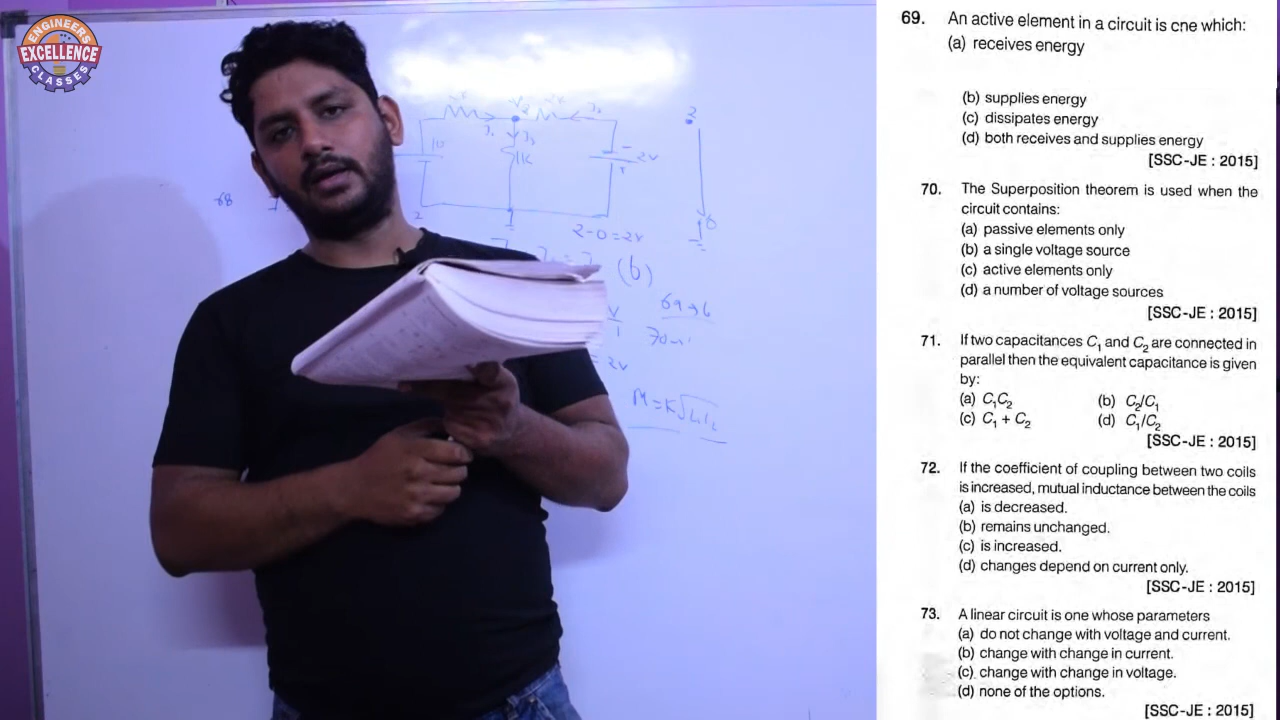 ENGINEERS
EXCELLENCE
CLASSES
68
2V
2
2-0=2V
(b)
69→b
= 2V
M=K√L1L2
69. An active element in a circuit is one which:
(a) receives energy
(b) supplies energy
(c) dissipates energy
(d) both receives and supplies energy
[SSC-JE : 2015]
70. The Superposition theorem is used when the
circuit contains:
(a) passive elements only
(b) a single voltage source
(c) active elements only
(d) a number of voltage sources
[SSC-JE : 2015]
71. If two capacitances C₁ and C₂ are connected in
parallel then the equivalent capacitance is given
by:
(a) C₁C₂ (b) C₂/C₁
(c) C₁ + C₂ (d) C₁/C₂
[SSC-JE : 2015]
72. If the coefficient of coupling between two coils
is increased, mutual inductance between the coils
(a) is decreased.
(b) remains unchanged.
(c) is increased.
(d) changes depend on current only.
[SSC-JE : 2015]
73. A linear circuit is one whose parameters
(a) do not change with voltage and current.
(b) change with change in current.
(c) change with change in voltage.
(d) none of the options.
[SSC-JE : 2015]